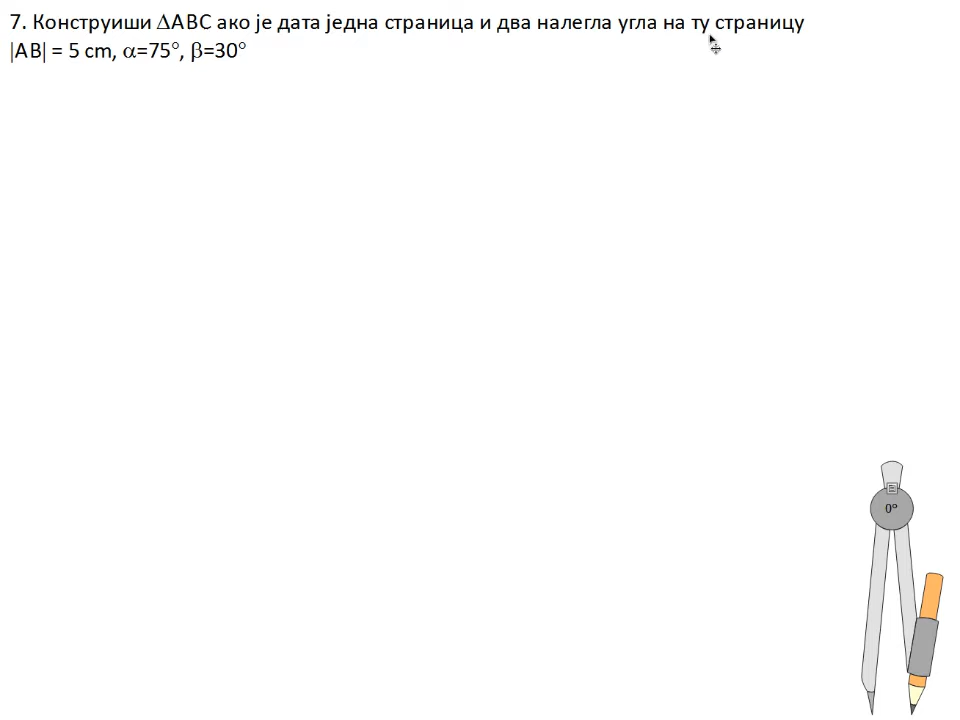 7. Конструиши ∆ABC ако је дата једна страница и два налегла угла на ту страницу
|AB| = 5 cm, α=75°, β=30°
0°